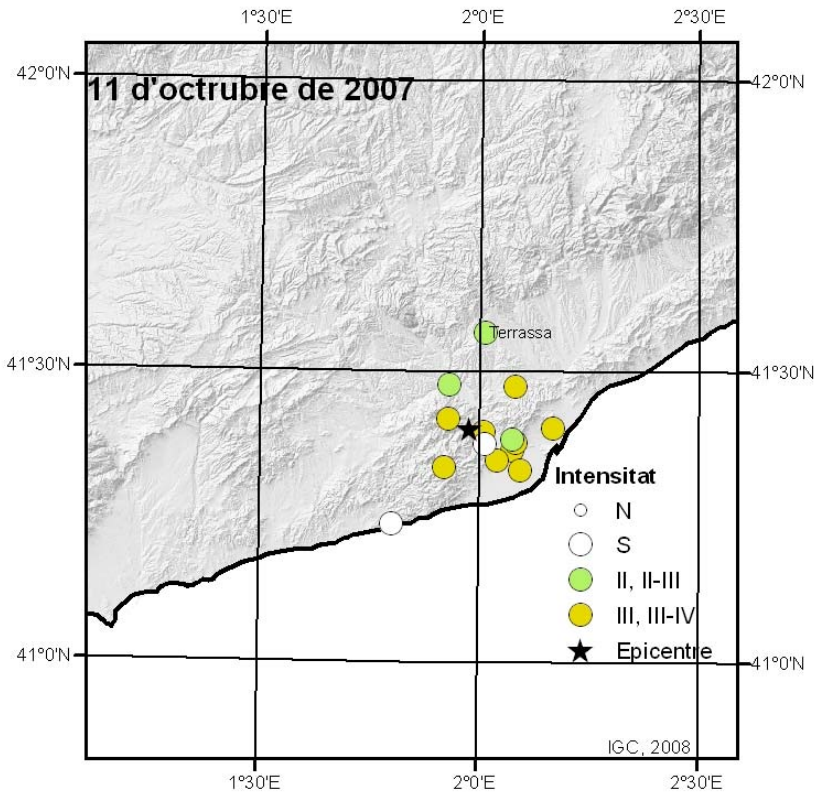 1°30'E 2°0'E 2°30'E
42°0'N 42°0'N
11 d'octrubre de 2007
Terrassa
41°30'N 41°30'N
Intensitat
N
S
II, II-III
III, III-IV
Epicentre
41°0'N 41°0'N
IGC, 2008
1°30'E 2°0'E 2°30'E